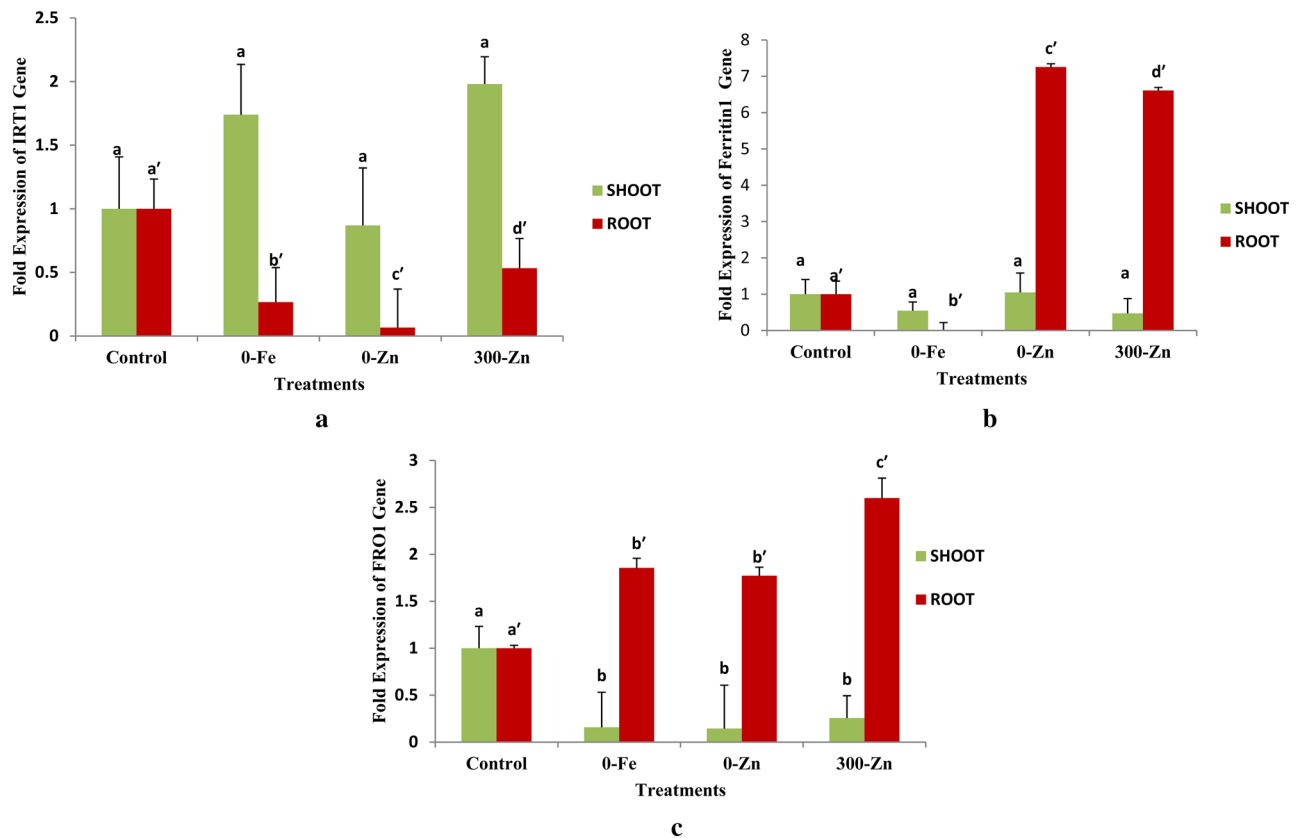 Fold Expression of IRT1 Gene
2.5
2
1.5
1
0.5
0
a
a′
a
b′
a
c′
a
d′
SHOOT
ROOT
Control 0-Fe 0-Zn 300-Zn
Treatments
a
Fold Expression of Ferritin1 Gene
8
7
6
5
4
3
2
1
0
a
a′
a
b′
a
c′
a
d′
SHOOT
ROOT
Control 0-Fe 0-Zn 300-Zn
Treatments
b
Fold Expression of FRO1 Gene
3
2.5
2
1.5
1
0.5
0
a
a′
b
b′
b
b′
b
c′
SHOOT
ROOT
Control 0-Fe 0-Zn 300-Zn
Treatments
c